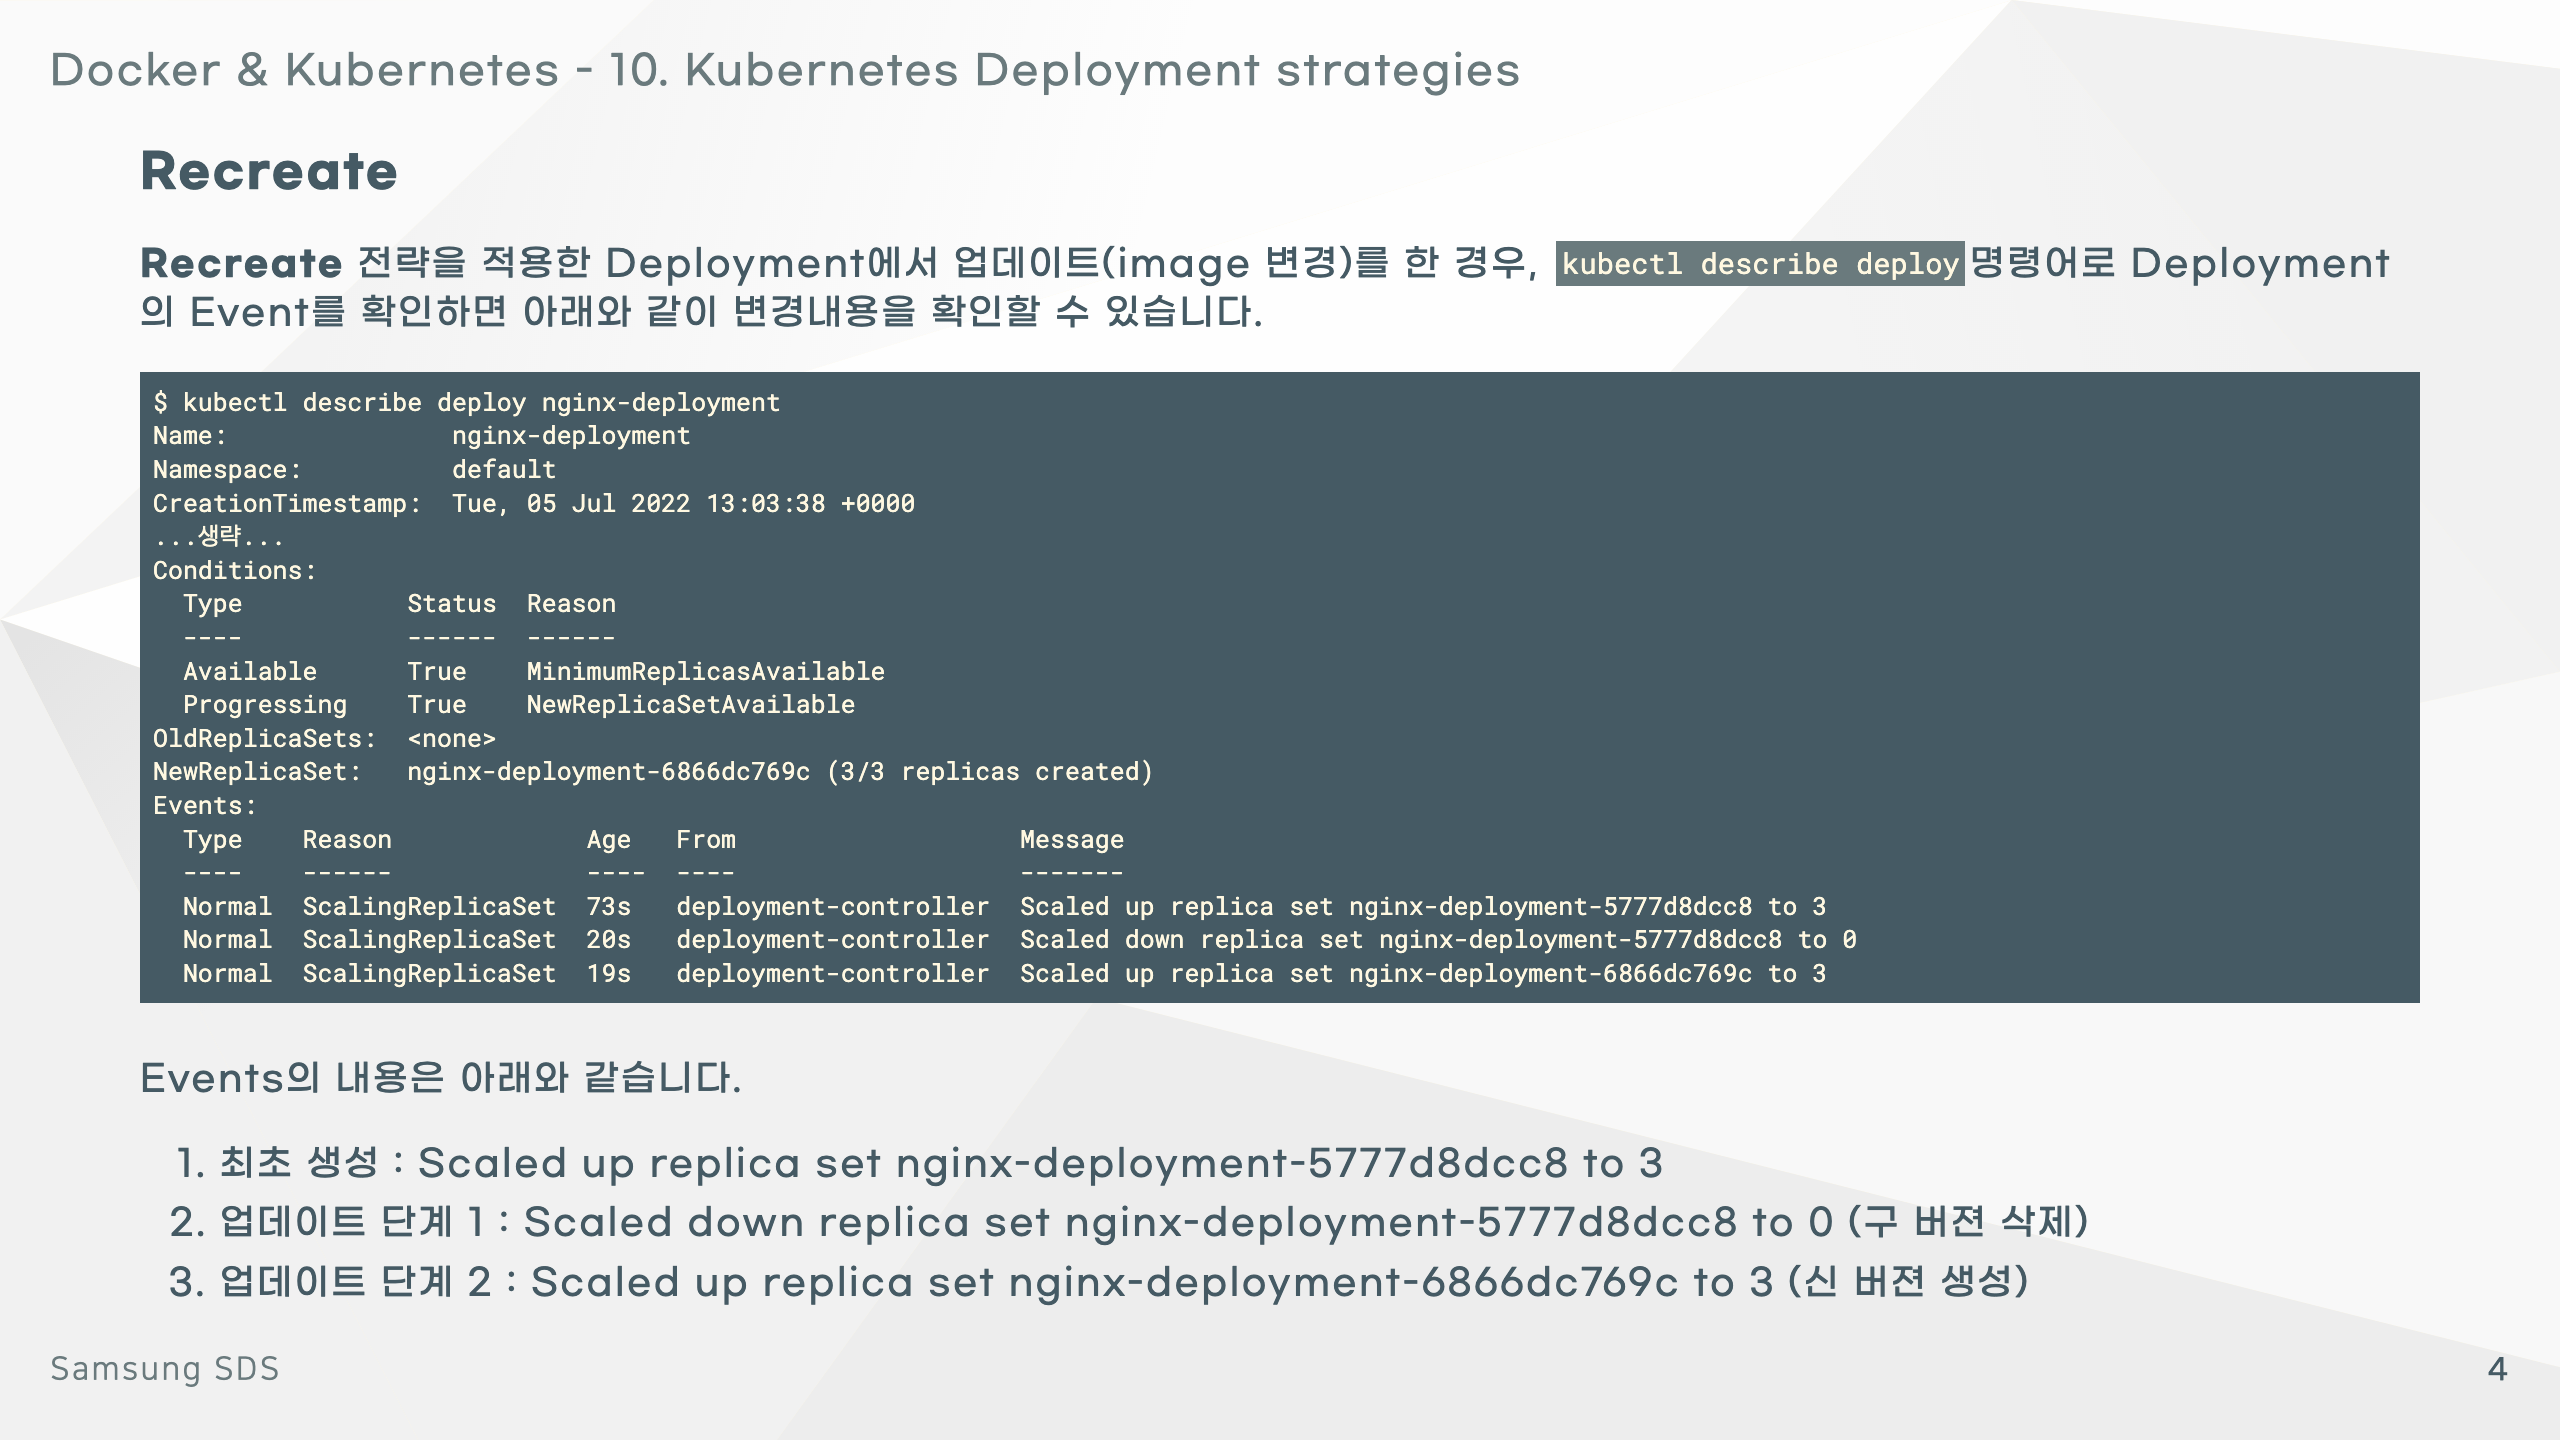 Docker & Kubernetes - 10. Kubernetes Deployment strategies
Recreate
Recreate 전략을 적용한 Deployment에서 업데이트(image 변경)를 한 경우, kubectl describe deploy 명령어로 Deployment
의 Event를 확인하면 아래와 같이 변경내용을 확인할 수 있습니다.
$ kubectl describe deploy nginx-deployment
Name:               nginx-deployment
Namespace:          default
CreationTimestamp:  Tue, 05 Jul 2022 13:03:38 +0000
...생략...
Conditions:
  Type           Status  Reason
  ----           ------  ------
  Available      True    MinimumReplicasAvailable
  Progressing    True    NewReplicaSetAvailable
OldReplicaSets:  <none>
NewReplicaSet:   nginx-deployment-6866dc769c (3/3 replicas created)
Events:
  Type    Reason             Age   From                   Message
  ----    ------             ----  ----                   -------
  Normal  ScalingReplicaSet  73s   deployment-controller  Scaled up replica set nginx-deployment-5777d8dcc8 to 3
  Normal  ScalingReplicaSet  20s   deployment-controller  Scaled down replica set nginx-deployment-5777d8dcc8 to 0
  Normal  ScalingReplicaSet  19s   deployment-controller  Scaled up replica set nginx-deployment-6866dc769c to 3
Events의 내용은 아래와 같습니다.
1. 최초 생성 : Scaled up replica set nginx-deployment-5777d8dcc8 to 3
2. 업데이트 단계 1 : Scaled down replica set nginx-deployment-5777d8dcc8 to 0 (구 버젼 삭제)
3. 업데이트 단계 2 : Scaled up replica set nginx-deployment-6866dc769c to 3 (신 버젼 생성)
Samsung SDS
4